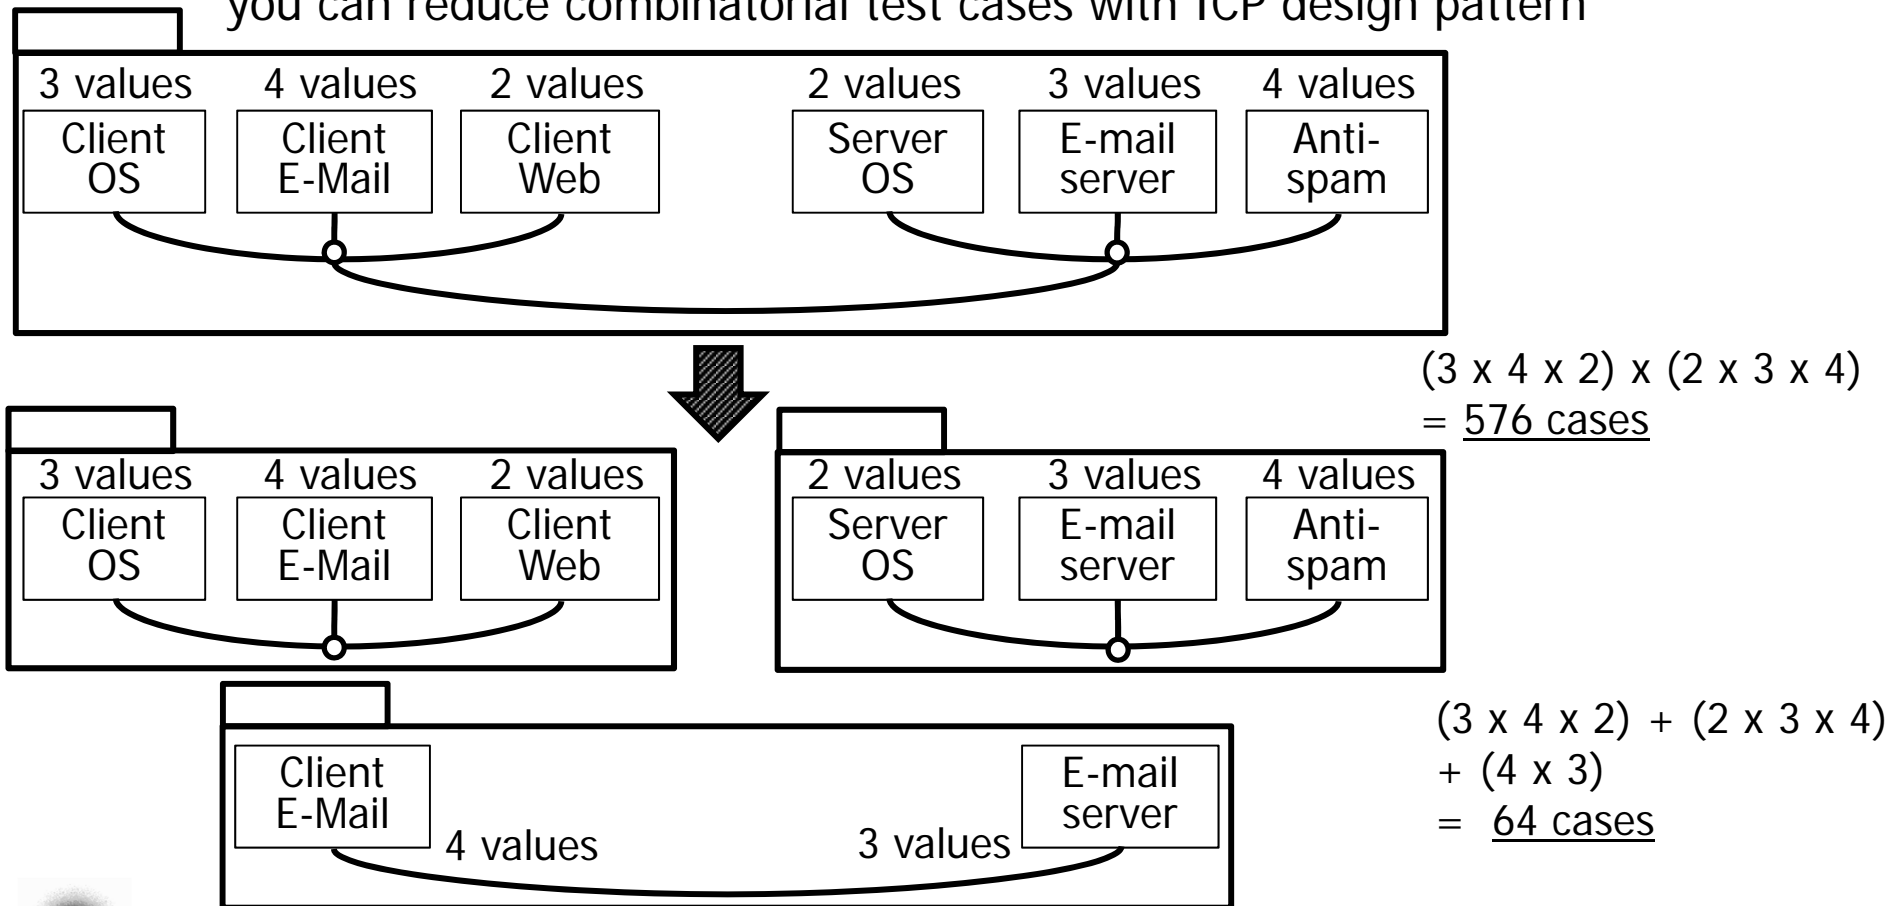 you can reduce combinatorial test cases with ICP design pattern
3 values 4 values 2 values 2 values 3 values 4 values
Client Client Client Server E-mail Anti-
OS E-Mail Web OS server spam
(3 x 4 x 2) x (2 x 3 x 4)
= 576 cases
3 values 4 values 2 values 2 values 3 values 4 values
Client Client Client Server E-mail Anti-
OS E-Mail Web OS server spam
(3 x 4 x 2) + (2 x 3 x 4)
+ (4 x 3)
= 64 cases
Client E-mail
E-Mail server
4 values 3 values